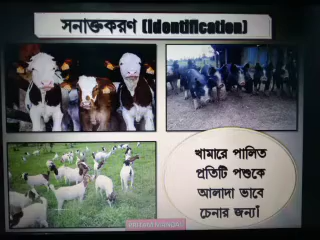 সনাক্তকরণ (Identification)
খামারে পালিত
প্রতিটি পশুকে
আলাদা ভাবে
চেনার জন্য।